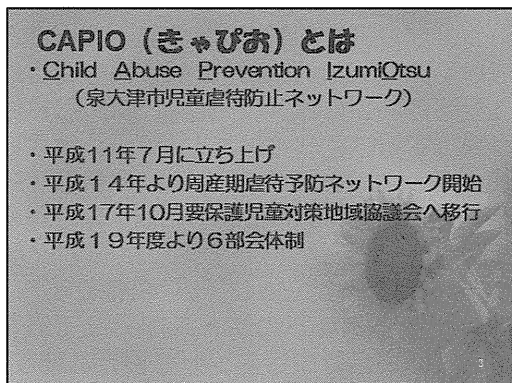 CAPIO（きゃぴお）とは
・Child Abuse Prevention IzumiOtsu
（泉大津市児童虐待防止ネットワーク）
・平成11年7月に立ち上げ
・平成１４年より周産期虐待予防ネットワーク開始
・平成17年10月要保護児童対策地域協議会へ移行
・平成１９年度より６部会体制
3